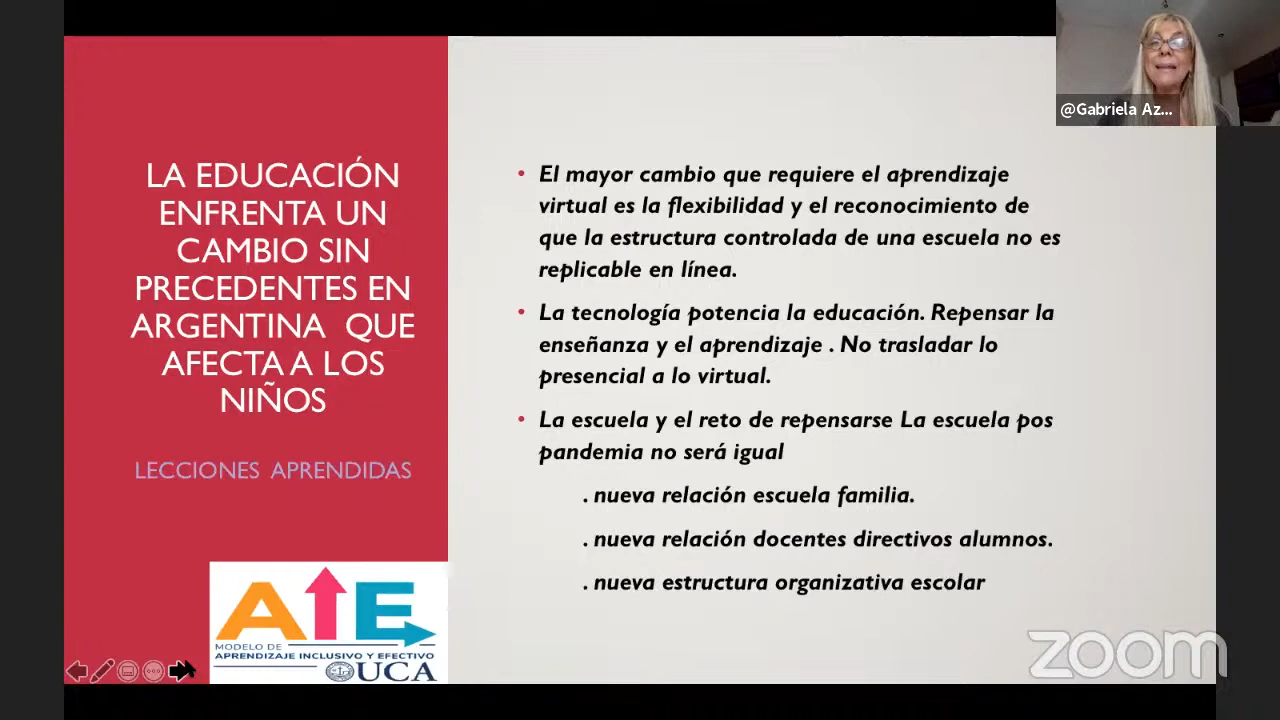 @Gabriela Az...
LA EDUCACIÓN
ENFRENTA UN
CAMBIO SIN
PRECEDENTES EN
ARGENTINA QUE
AFECTA A LOS
NIÑOS
LECCIONES APRENDIDAS
• El mayor cambio que requiere el aprendizaje
virtual es la flexibilidad y el reconocimiento de
que la estructura controlada de una escuela no es
replicable en línea.
• La tecnología potencia la educación. Repensar la
enseñanza y el aprendizaje . No trasladar lo
presencial a lo virtual.
• La escuela y el reto de repensarse La escuela pos
pandemia no será igual
. nueva relación escuela familia.
. nueva relación docentes directivos alumnos.
. nueva estructura organizativa escolar
AIE
MODELO DE
APRENDIZAJE INCLUSIVO Y EFECTIVO
UCA
zoom